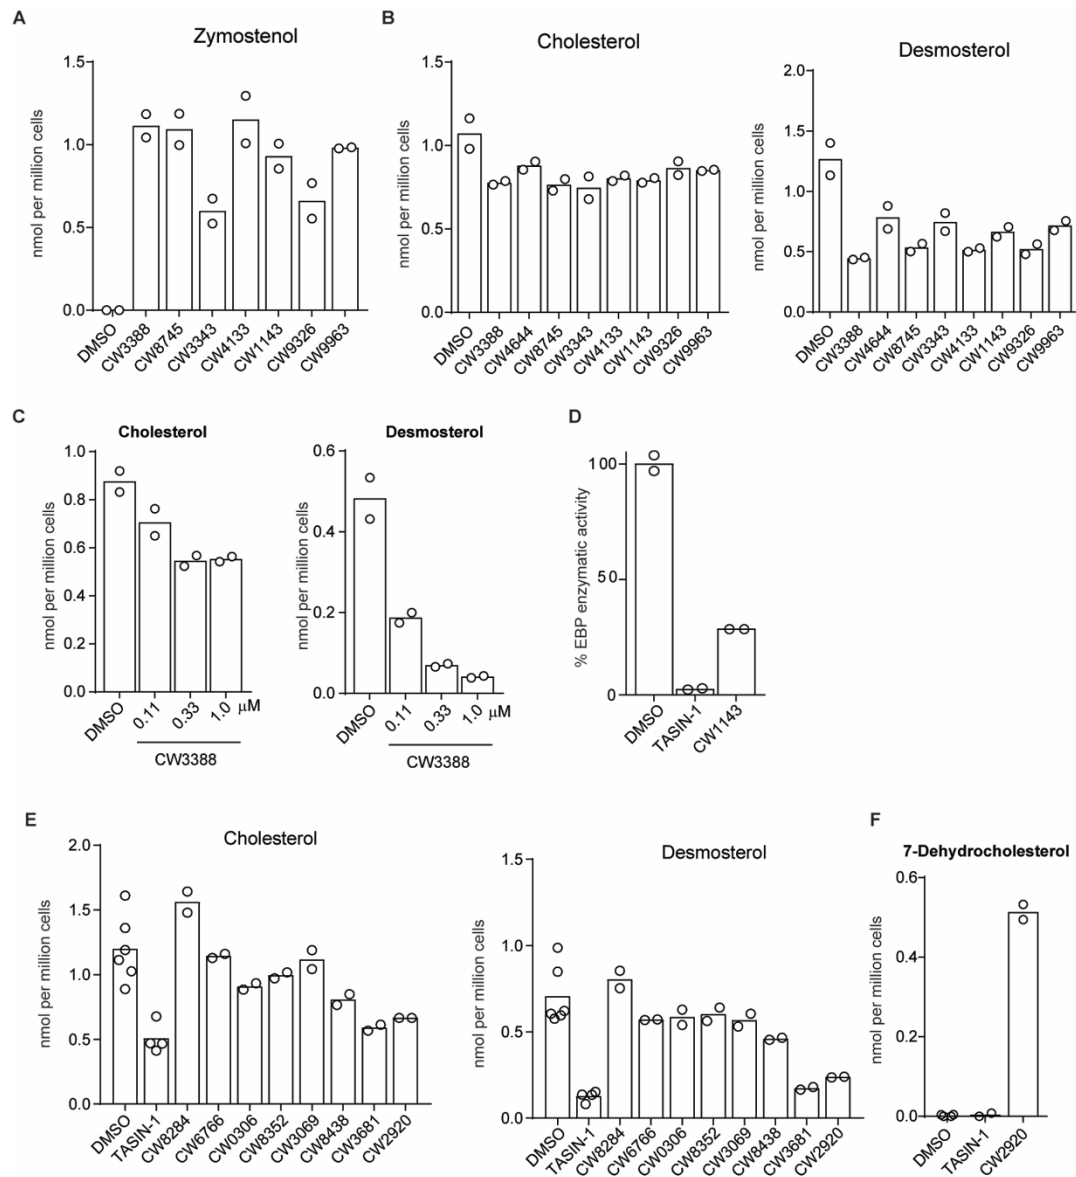 A
Zymostenol
nmol per million cells
1.5
1.0
0.5
0.0
DMSO
CW3388
CW8745
CW3343
CW4133
CW1143
CW9326
CW9963
B
Cholesterol
nmol per million cells
1.5
1.0
0.5
0.0
DMSO
CW3388
CW4644
CW8745
CW3343
CW4133
CW1143
CW9326
CW9963
Desmosterol
nmol per million cells
2.0
1.5
1.0
0.5
0.0
DMSO
CW3388
CW4644
CW8745
CW3343
CW4133
CW1143
CW9326
CW9963
C
Cholesterol
nmol per million cells
1.0
0.8
0.6
0.4
0.2
0.0
DMSO
0.11
0.33
1.0
μM
CW3388
Desmosterol
nmol per million cells
0.6
0.4
0.2
0.0
DMSO
0.11
0.33
1.0
μM
CW3388
D
% EBP enzymatic activity
100
50
0
DMSO
TASIN-1
CW1143
E
Cholesterol
nmol per million cells
2.0
1.5
1.0
0.5
0.0
DMSO
TASIN-1
CW8284
CW6766
CW0306
CW8352
CW3069
CW8438
CW3681
CW2920
Desmosterol
nmol per million cells
1.5
1.0
0.5
0.0
DMSO
TASIN-1
CW8284
CW6766
CW0306
CW8352
CW3069
CW8438
CW3681
CW2920
F
7-Dehydrocholesterol
nmol per million cells
0.6
0.4
0.2
0.0
DMSO
TASIN-1
CW2920